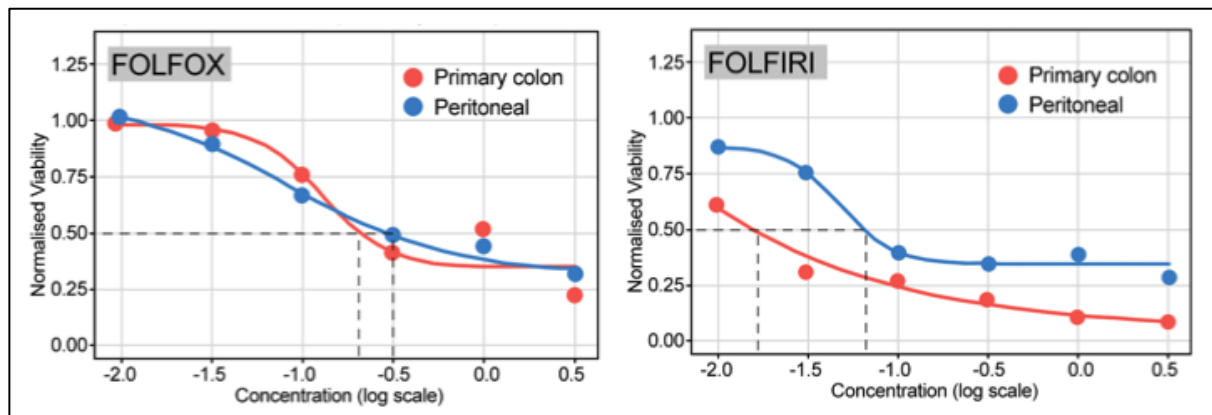 FOLFOX
Primary colon
Peritoneal
Normalised Viability
1.25
1.00
0.75
0.50
0.25
0.00
-2.0 -1.5 -1.0 -0.5 0.0 0.5
Concentration (log scale)
FOLFIRI
Primary colon
Peritoneal
Normalised Viability
1.25
1.00
0.75
0.50
0.25
0.00
-2.0 -1.5 -1.0 -0.5 0.0 0.5
Concentration (log scale)